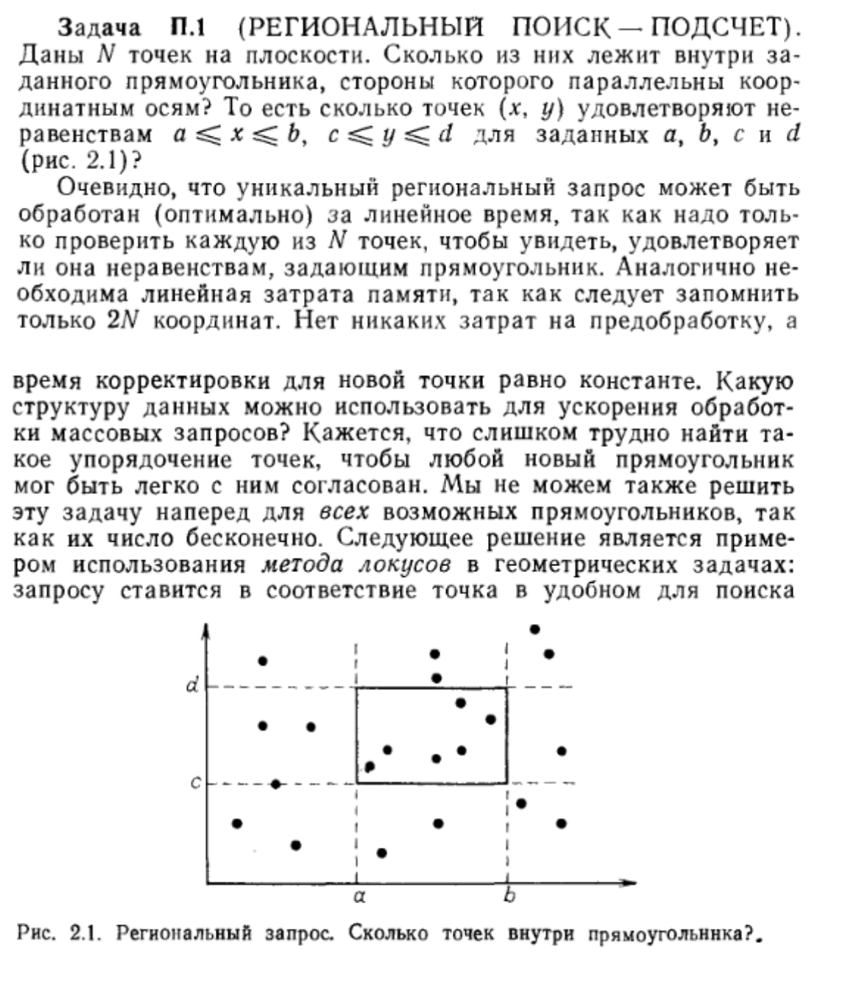 Задача П.1 (РЕГИОНАЛЬНЫЙ ПОИСК — ПОДСЧЕТ).
Даны N точек на плоскости. Сколько из них лежит внутри за-
данного прямоугольника, стороны которого параллельны коор-
динатным осям? То есть сколько точек (x, y) удовлетворяют не-
равенствам a ⩽ x ⩽ b, c ⩽ y ⩽ d для заданных a, b, c и d
(рис. 2.1)?
Очевидно, что уникальный региональный запрос может быть
обработан (оптимально) за линейное время, так как надо толь-
ко проверить каждую из N точек, чтобы увидеть, удовлетворяет
ли она неравенствам, задающим прямоугольник. Аналогично не-
обходима линейная затрата памяти, так как следует запомнить
только 2N координат. Нет никаких затрат на предобработку, а
время корректировки для новой точки равно константе. Какую
структуру данных можно использовать для ускорения обработ-
ки массовых запросов? Кажется, что слишком трудно найти та-
кое упорядочение точек, чтобы любой новый прямоугольник
мог быть легко с ним согласован. Мы не можем также решить
эту задачу наперед для всех возможных прямоугольников, так
как их число бесконечно. Следующее решение является приме-
ром использования метода локусов в геометрических задачах:
запросу ставится в соответствие точка в удобном для поиска
d
c
a
b
Рис. 2.1. Региональный запрос. Сколько точек внутри прямоугольника?.